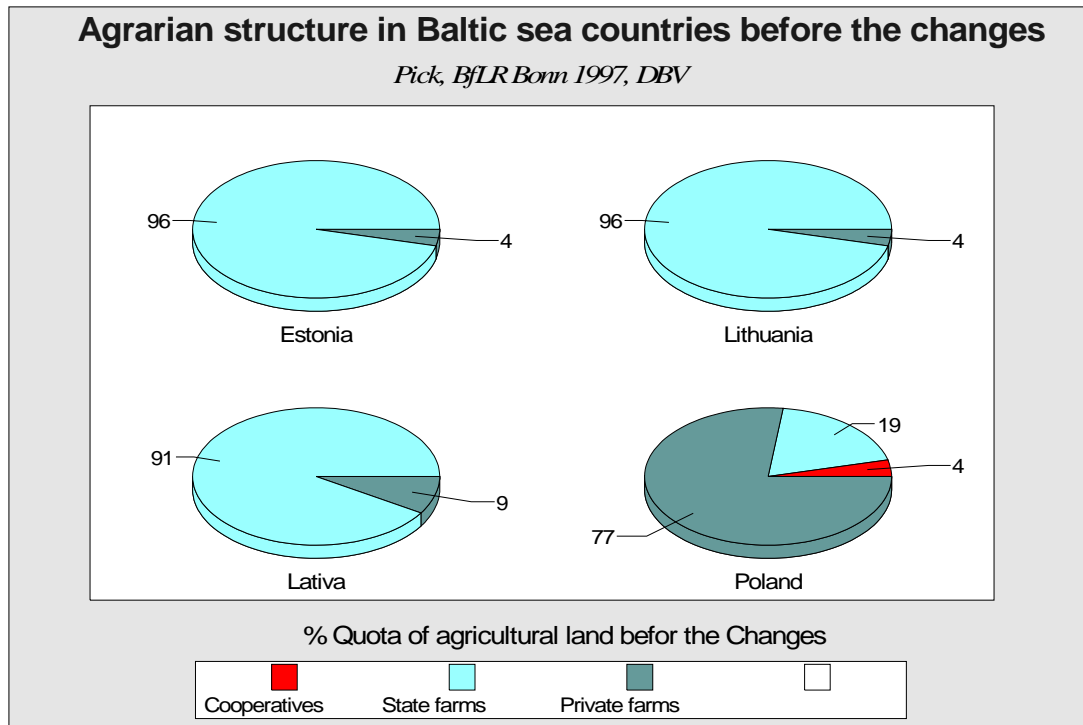 Agrarian structure in Baltic sea countries before the changes
Pick, BfLR Bonn 1997, DBV
96
4
Estonia
96
4
Lithuania
91
9
Lativa
19
4
77
Poland
% Quota of agricultural land befor the Changes
Cooperatives State farms Private farms